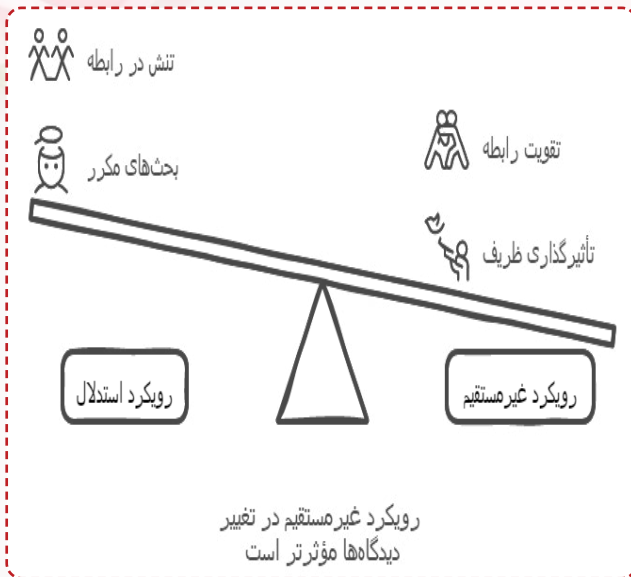 تنش در رابطه
بحث‌های مکرر
تقویت رابطه
تأثیرگذاری ظریف
رویکرد استدلال
رویکرد غیرمستقیم
رویکرد غیرمستقیم در تغییر
دیدگاه‌ها مؤثرتر است